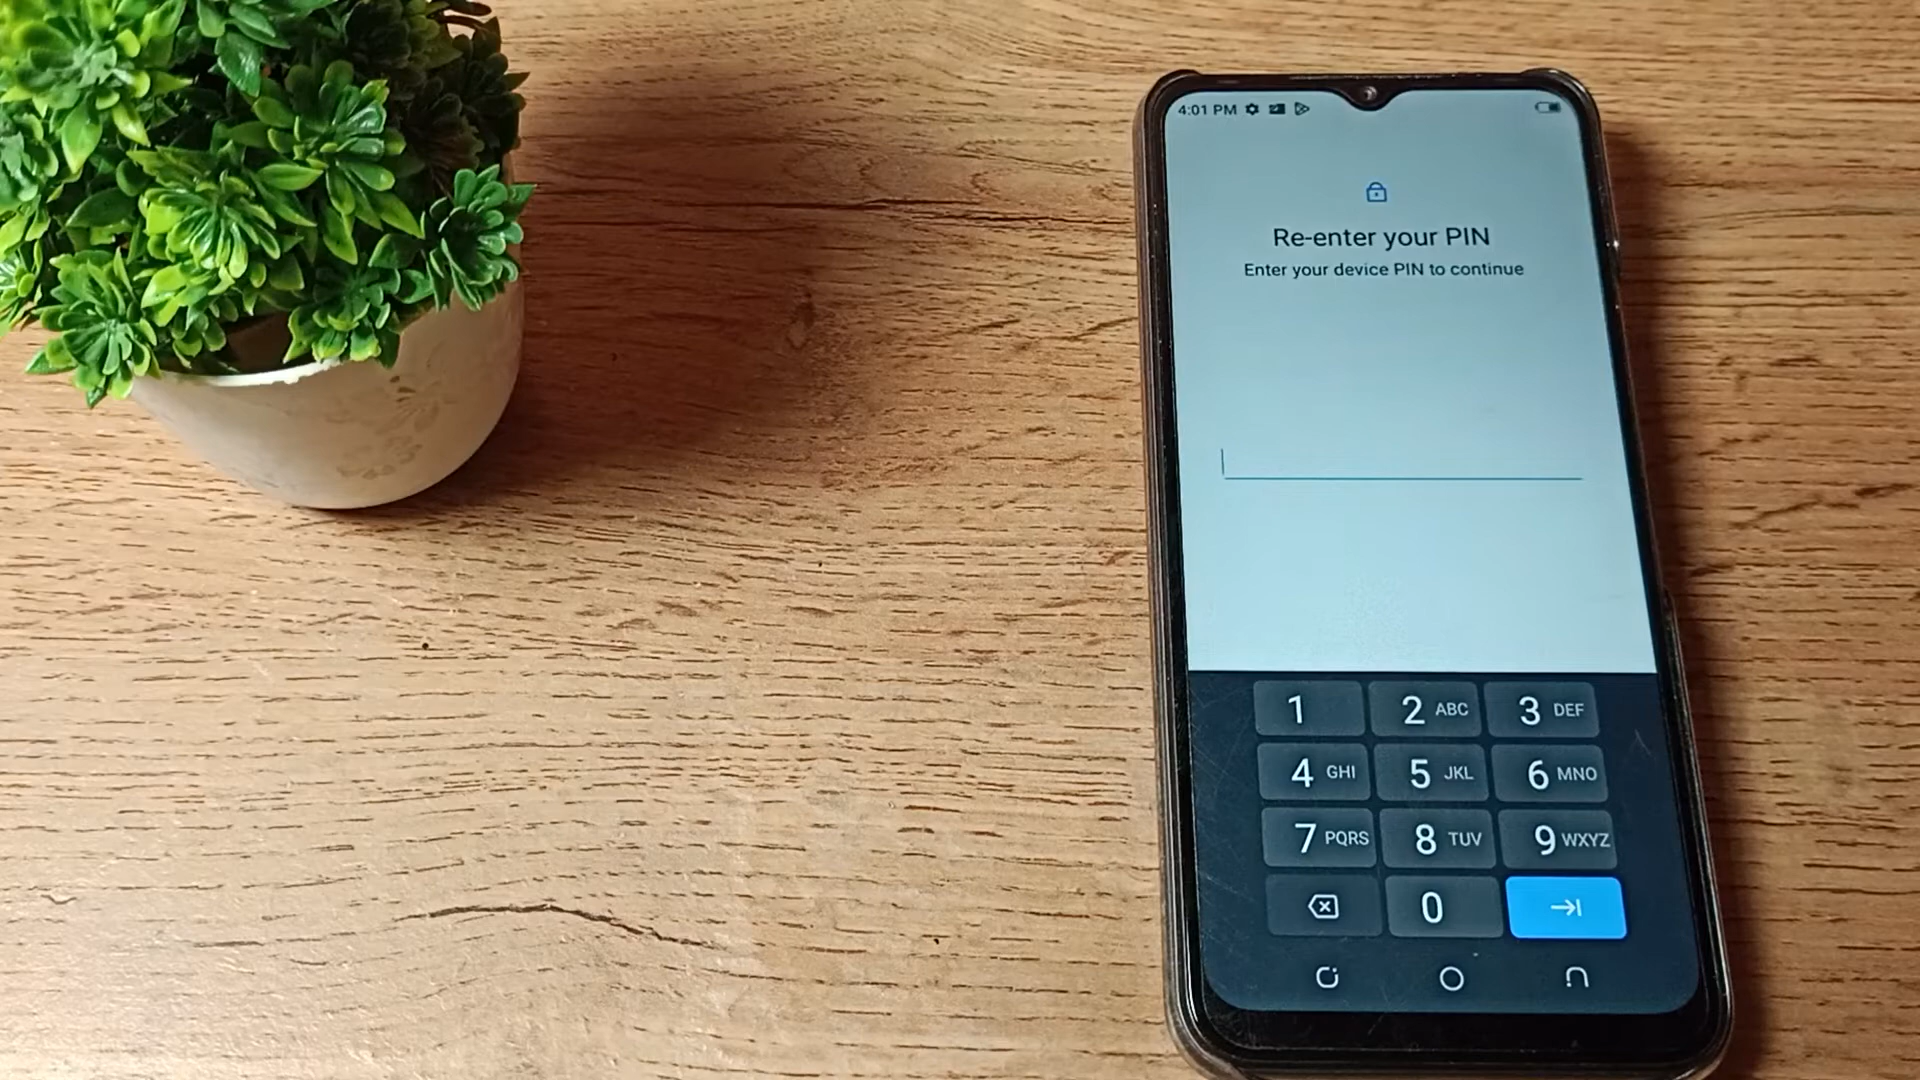 4:01 PM
Re-enter your PIN
Enter your device PIN to continue
1 2 ABC 3 DEF
4 GHI 5 JKL 6 MNO
7 PQRS 8 TUV 9 WXYZ
0